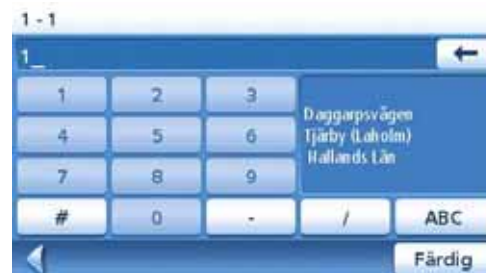 1 - 1
1_
1 2 3
4 5 6
7 8 9
Daggarpsvägen
Tjärby (Laholm)
Hallands Län
# 0 - / ABC
Färdig